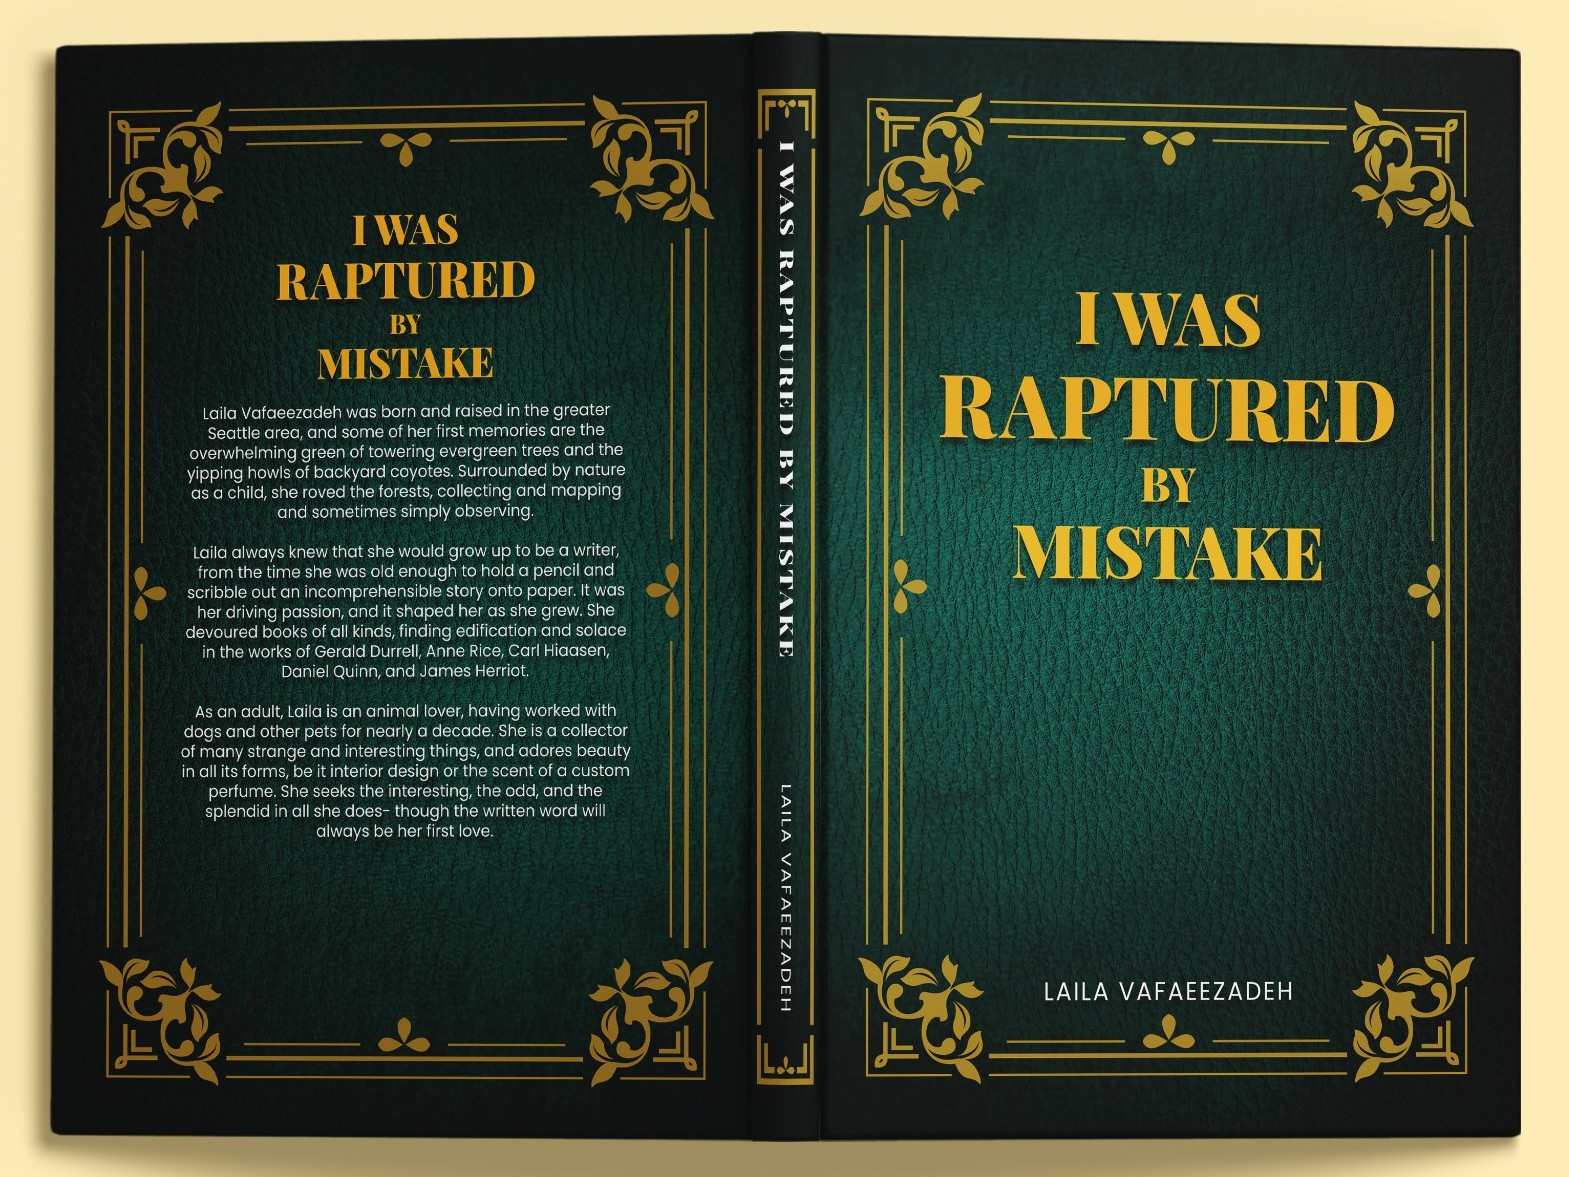 I WAS
RAPTURED
BY
MISTAKE
Laila Vafaeezadeh was born and raised in the greater
Seattle area, and some of her first memories are the
overwhelming green of towering evergreen trees and the
yipping howls of backyard coyotes. Surrounded by nature
as a child, she roved the forests, collecting and mapping
and sometimes simply observing.
Laila always knew that she would grow up to be a writer,
from the time she was old enough to hold a pencil and
scribble out an incomprehensible story onto paper. It was
her driving passion, and it shaped her as she grew. She
devoured books of all kinds, finding edification and solace
in the works of Gerald Durrell, Anne Rice, Carl Hiaasen,
Daniel Quinn, and James Herriot.
As an adult, Laila is an animal lover, having worked with
dogs and other pets for nearly a decade. She is a collector
of many strange and interesting things, and adores beauty
in all its forms, be it interior design or the scent of a custom
perfume. She seeks the interesting, the odd, and the
splendid in all she does- though the written word will
always be her first love.
I WAS RAPTURED BY MISTAKE
LAILA VAFAEEZADEH
I WAS
RAPTURED
BY
MISTAKE
LAILA VAFAEEZADEH